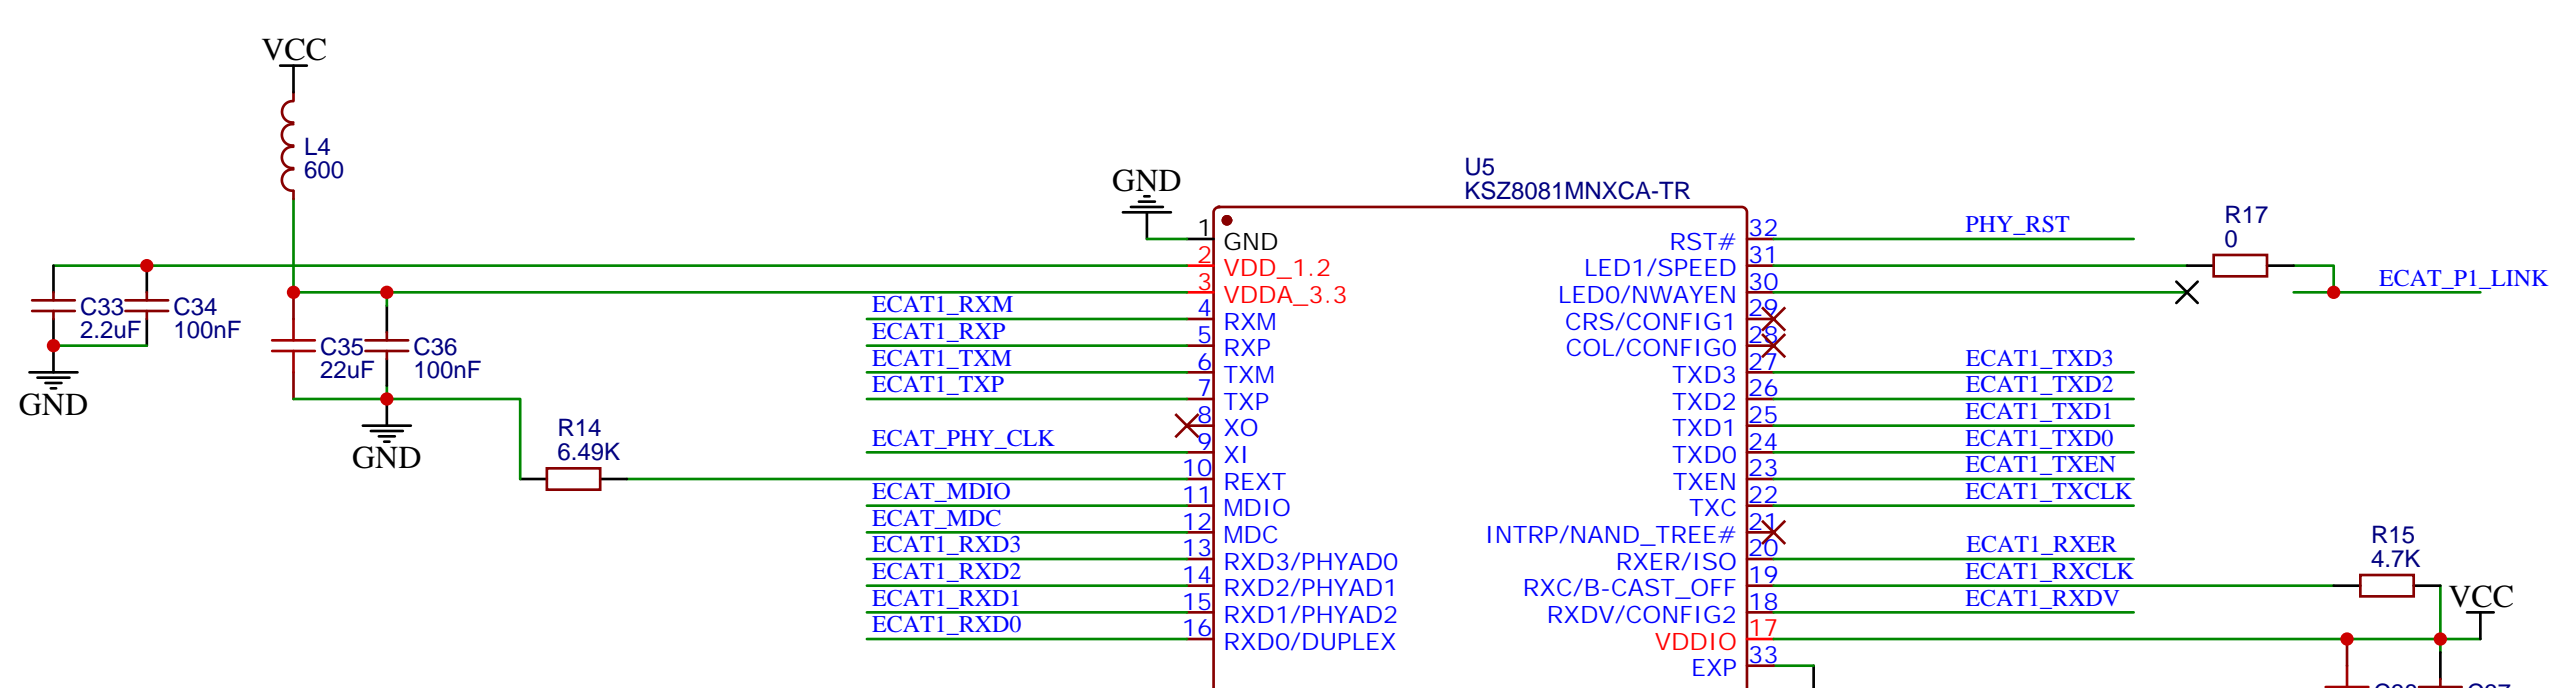 VCC
L4
600
C33
2.2uF
C34
100nF
GND
C35
22uF
C36
100nF
GND
R14
6.49K
GND
U5
KSZ8081MNXCA-TR
1 GND
2 VDD_1.2
3 VDDA_3.3
ECAT1_RXM 4 RXM
ECAT1_RXP 5 RXP
ECAT1_TXM 6 TXM
ECAT1_TXP 7 TXP
8 XO
ECAT_PHY_CLK 9 XI
10 REXT
ECAT_MDIO 11 MDIO
ECAT_MDC 12 MDC
ECAT1_RXD3 13 RXD3/PHYAD0
ECAT1_RXD2 14 RXD2/PHYAD1
ECAT1_RXD1 15 RXD1/PHYAD2
ECAT1_RXD0 16 RXD0/DUPLEX
RST# 32 PHY_RST
LED1/SPEED 31
LED0/NWAYEN 30
CRS/CONFIG1 29
COL/CONFIG0 28
TXD3 27 ECAT1_TXD3
TXD2 26 ECAT1_TXD2
TXD1 25 ECAT1_TXD1
TXD0 24 ECAT1_TXD0
TXEN 23 ECAT1_TXEN
TXC 22 ECAT1_TXCLK
INTRP/NAND_TREE# 21
RXER/ISO 20 ECAT1_RXER
RXC/B-CAST_OFF 19 ECAT1_RXCLK
RXDV/CONFIG2 18 ECAT1_RXDV
VDDIO 17
EXP 33
R17
0
ECAT_P1_LINK
R15
4.7K
VCC